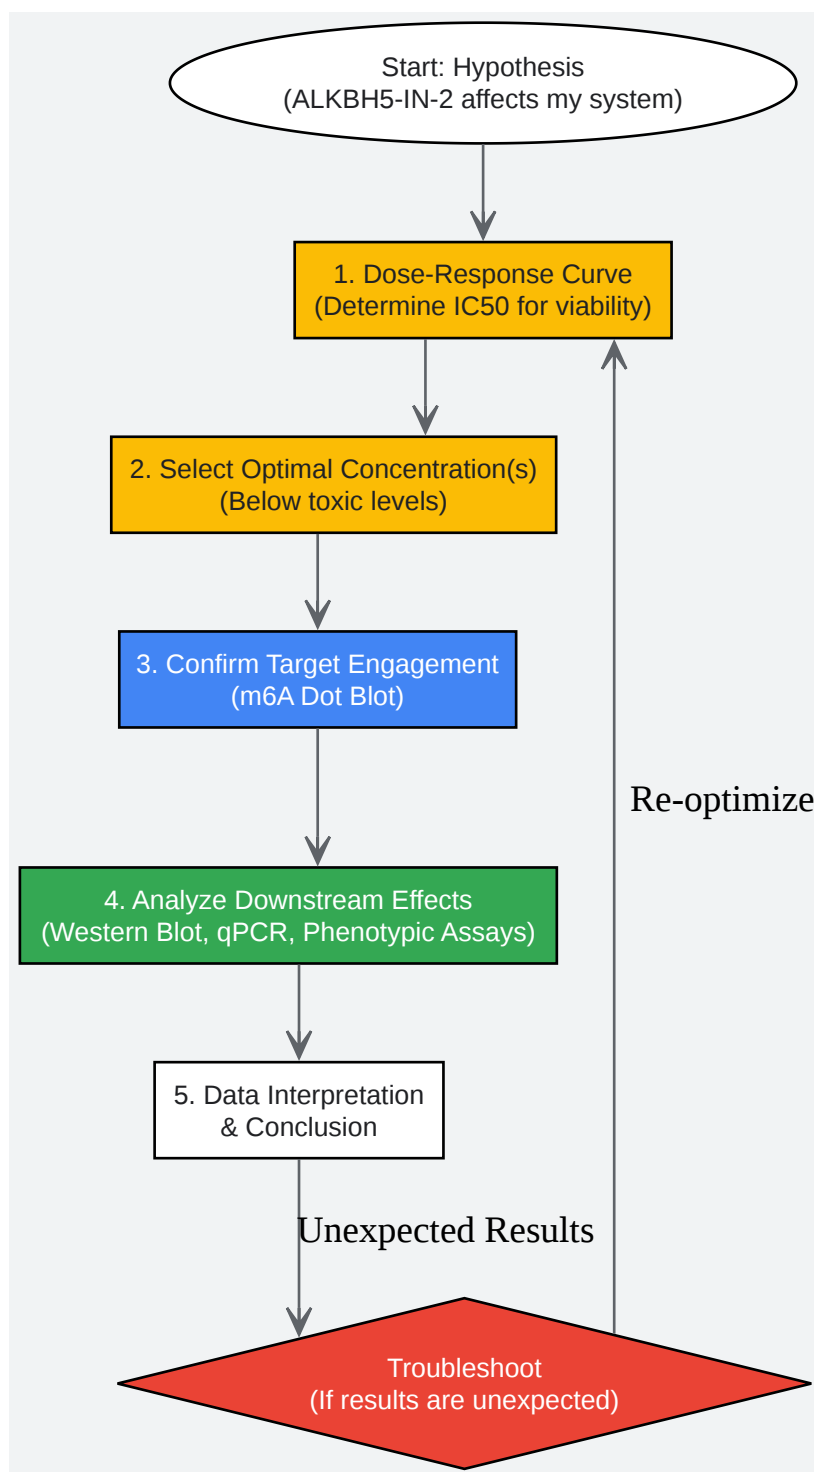 Start: Hypothesis
(ALKBH5-IN-2 affects my system)
1. Dose-Response Curve
(Determine IC50 for viability)
2. Select Optimal Concentration(s)
(Below toxic levels)
3. Confirm Target Engagement
(m6A Dot Blot)
Re-optimize
4. Analyze Downstream Effects
(Western Blot, qPCR, Phenotypic Assays)
5. Data Interpretation
& Conclusion
Unexpected Results
Troubleshoot
(If results are unexpected)